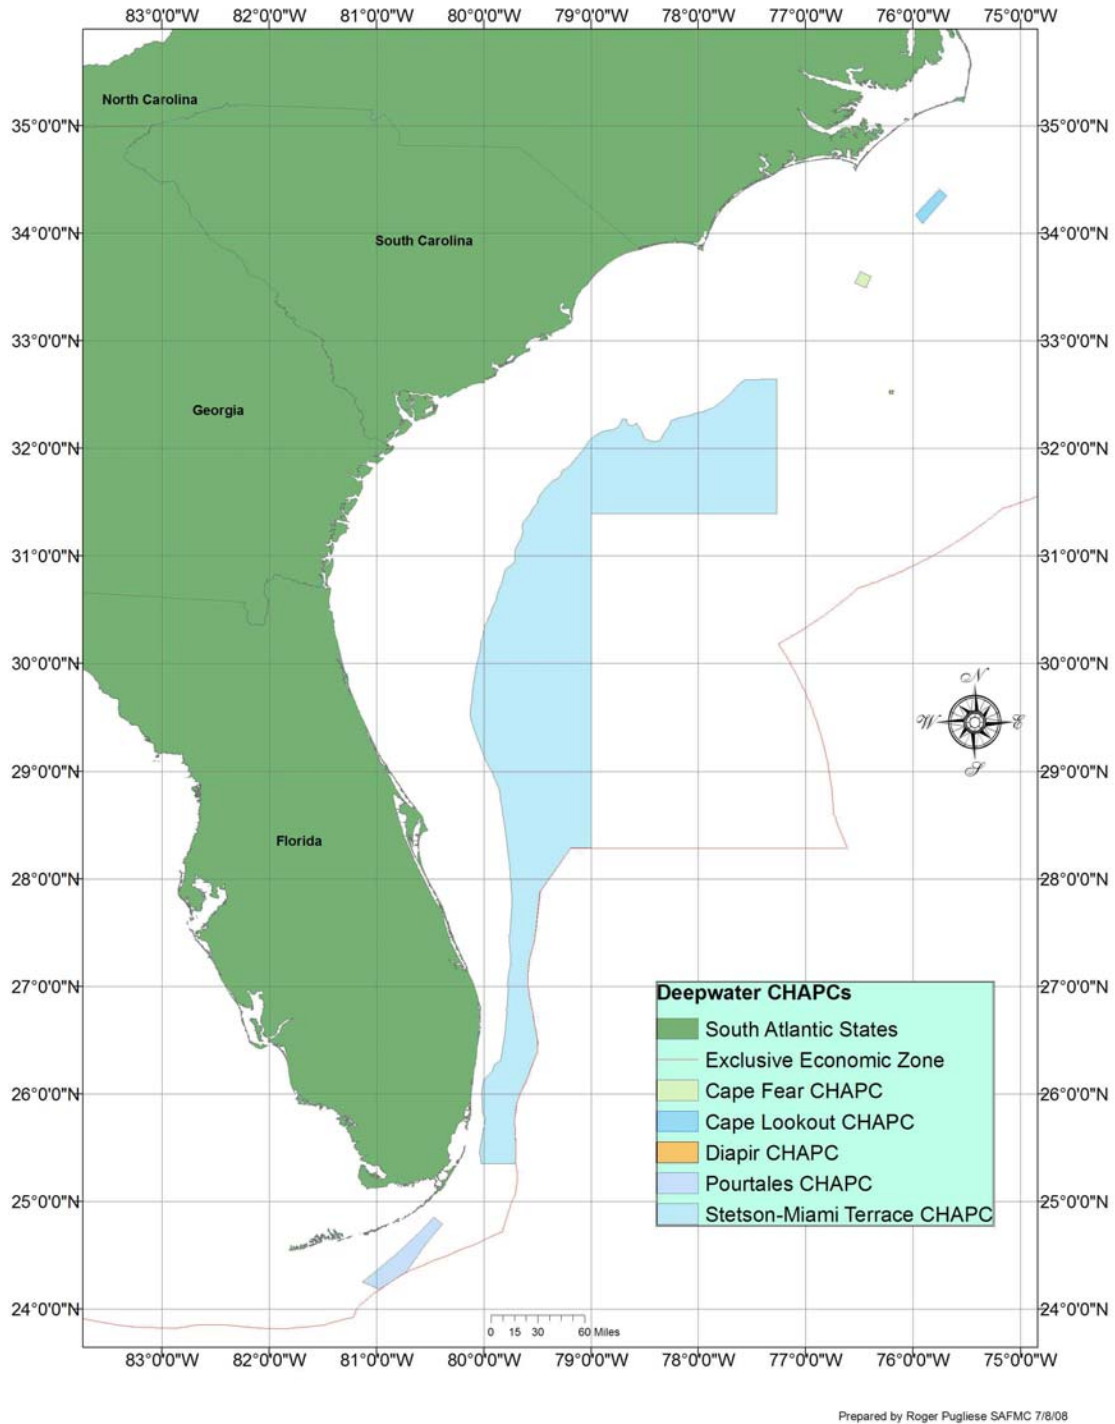 83°0'0"W 82°0'0"W 81°0'0"W 80°0'0"W 79°0'0"W 78°0'0"W 77°0'0"W 76°0'0"W 75°0'0"W
North Carolina
35°0'0"N 35°0'0"N
34°0'0"N 34°0'0"N
South Carolina
33°0'0"N 33°0'0"N
Georgia
32°0'0"N 32°0'0"N
31°0'0"N 31°0'0"N
30°0'0"N 30°0'0"N
N
W E
S
29°0'0"N 29°0'0"N
Florida
28°0'0"N 28°0'0"N
27°0'0"N 27°0'0"N
Deepwater CHAPCs
South Atlantic States
Exclusive Economic Zone
26°0'0"N 26°0'0"N
Cape Fear CHAPC
Cape Lookout CHAPC
Diapir CHAPC
Pourtales CHAPC
25°0'0"N 25°0'0"N
Stetson-Miami Terrace CHAPC
24°0'0"N 24°0'0"N
0 15 30 60 Miles
83°0'0"W 82°0'0"W 81°0'0"W 80°0'0"W 79°0'0"W 78°0'0"W 77°0'0"W 76°0'0"W 75°0'0"W
Prepared by Roger Pugliese SAFMC 7/8/08